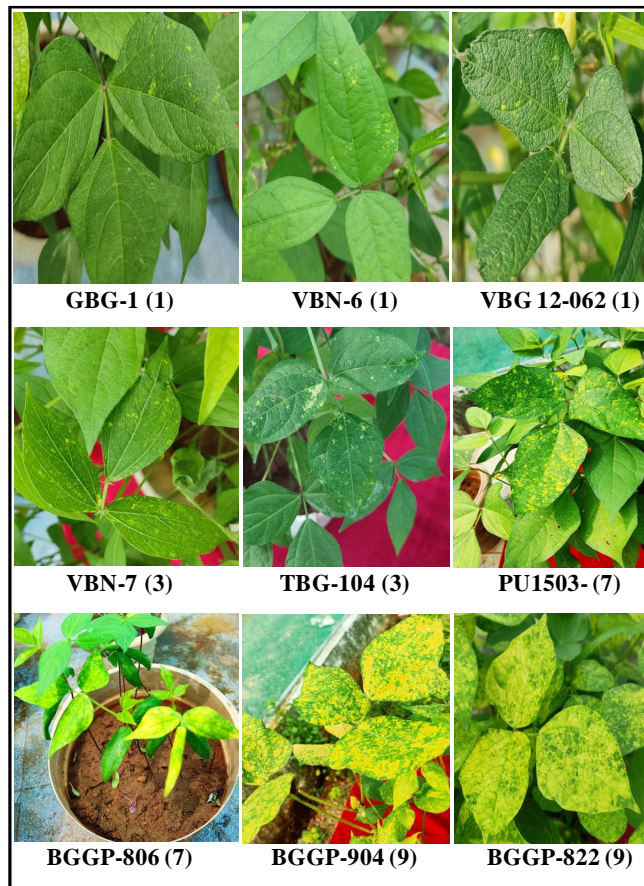 GBG-1 (1) VBN-6 (1) VBG 12-062 (1)
VBN-7 (3) TBG-104 (3) PU1503- (7)
BGGP-806 (7) BGGP-904 (9) BGGP-822 (9)